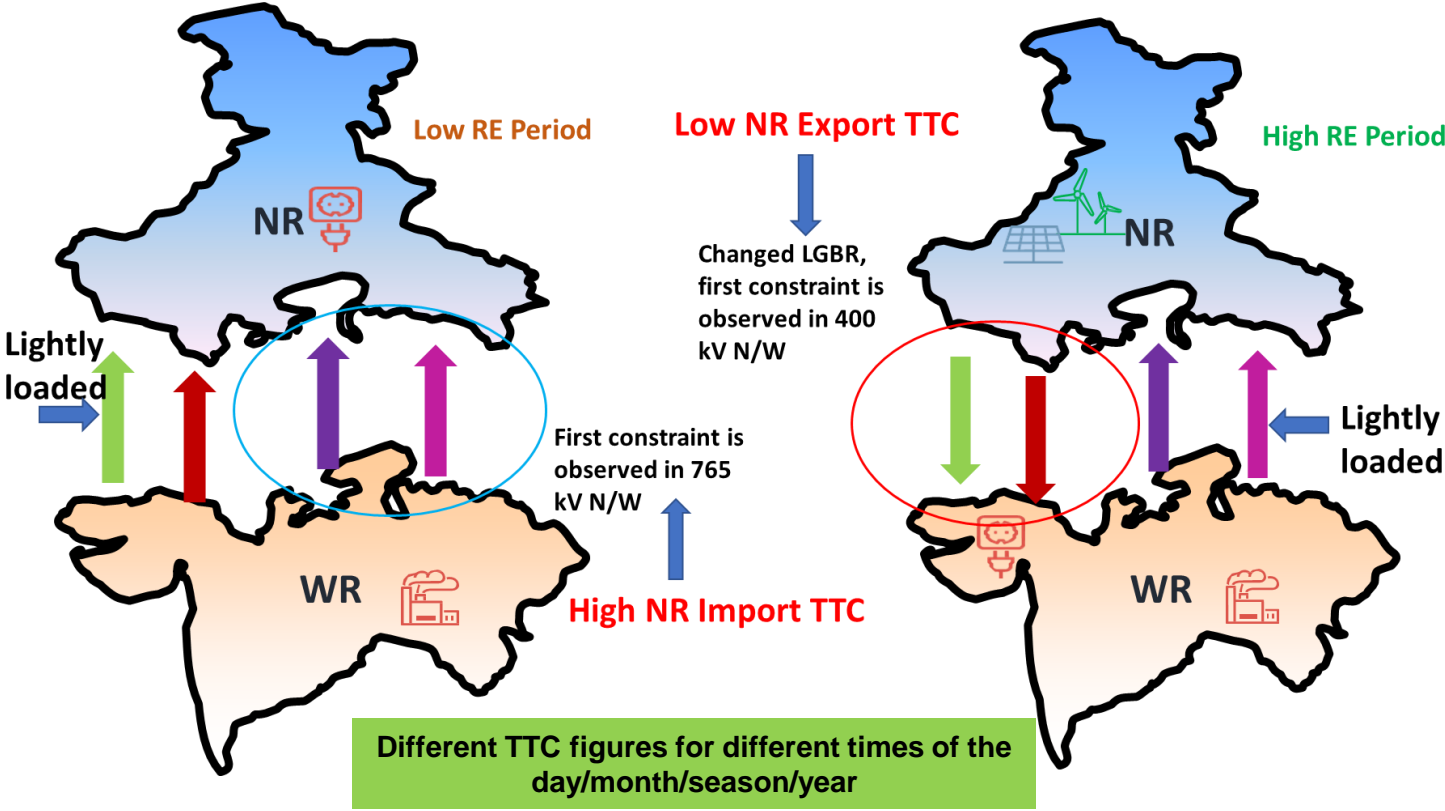 Low RE Period
NR
Lightly
loaded
First constraint is
observed in 765
kV N/W
WR
High NR Import TTC
Low NR Export TTC
Changed LGBR,
first constraint is
observed in 400
kV N/W
High RE Period
NR
Lightly
loaded
WR
Different TTC figures for different times of the
day/month/season/year